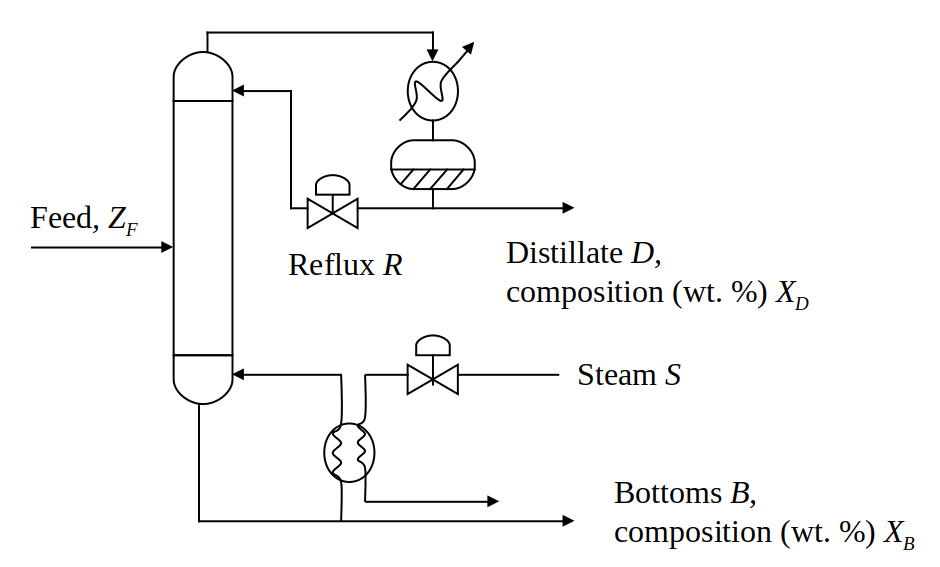 Feed, Z_F
Reflux R
Distillate D,
composition (wt. %) X_D
Steam S
Bottoms B,
composition (wt. %) X_B